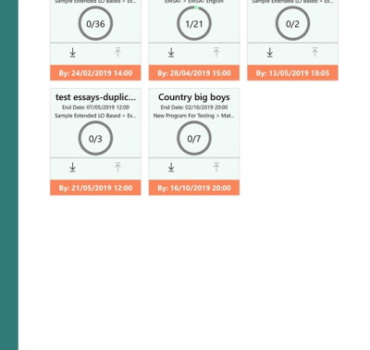 Sample Extended LO Based > Es...
EmSAT > EmSAT English
Sample Extended LO Based > Es...
0/36
1/21
0/2
By: 24/02/2019 14:00
By: 28/04/2019 15:00
By: 13/05/2019 18:05
test essays-duplic...
Country big boys
End Date: 07/05/2019 12:00
End Date: 02/10/2019 20:00
Sample Extended LO Based > Es...
New Program For Testing > Mat...
0/3
0/7
By: 21/05/2019 12:00
By: 16/10/2019 20:00